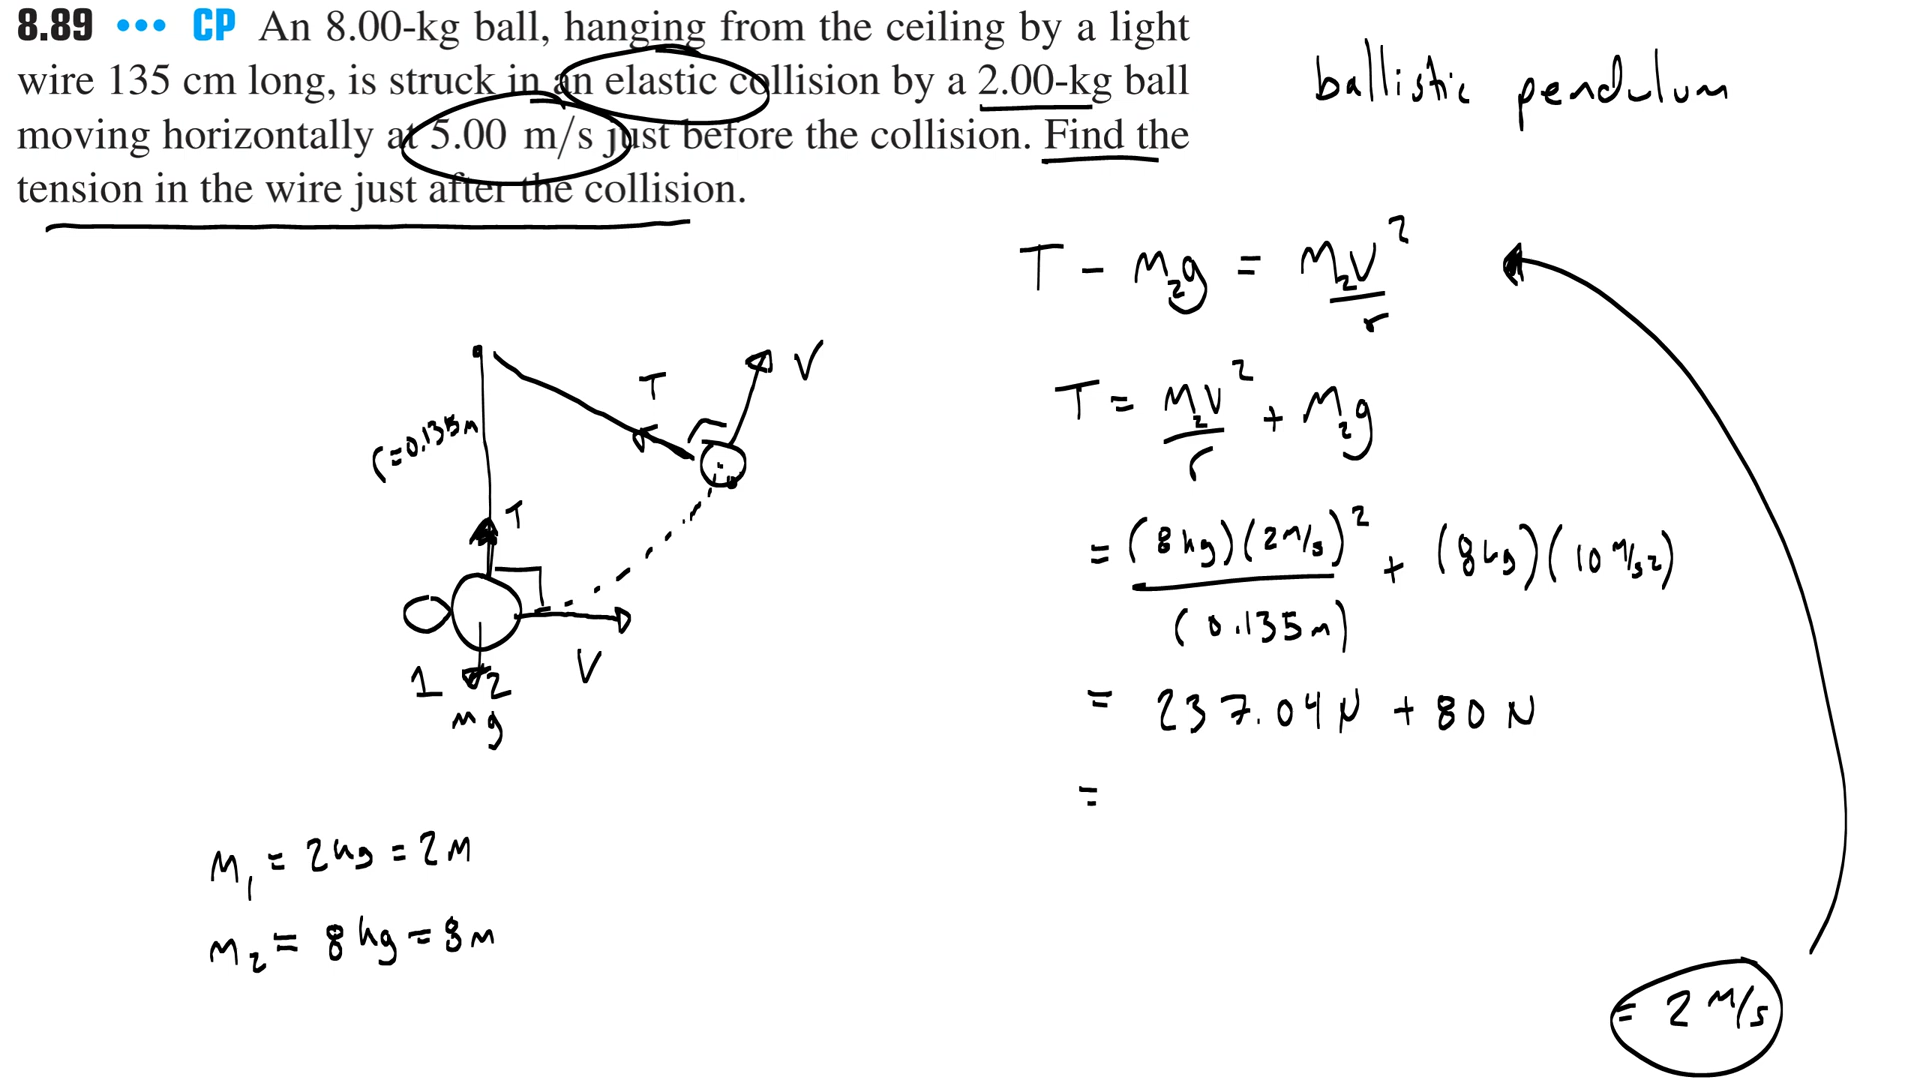 8.89 ••• CP An 8.00-kg ball, hanging from the ceiling by a light
wire 135 cm long, is struck in an elastic collision by a 2.00-kg ball
moving horizontally at 5.00 m/s just before the collision. Find the
tension in the wire just after the collision.
ballistic pendulum
T - m₂g = m₂v² / r
T = m₂v² / r + m₂g
= (8kg)(2m/s)² / (0.135m) + (8kg)(10 m/s²)
= 237.04 N + 80 N
=
T
V
r=0.135m
T
V
1 2
mg
m₁ = 2kg = 2m
m₂ = 8kg = 8m
= 2 m/s